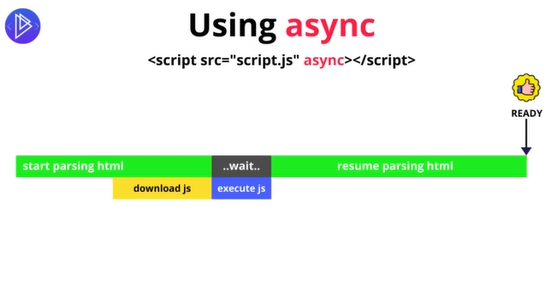 Using async
<script src="script.js" async></script>
READY
start parsing html
..wait..
resume parsing html
download js
execute js